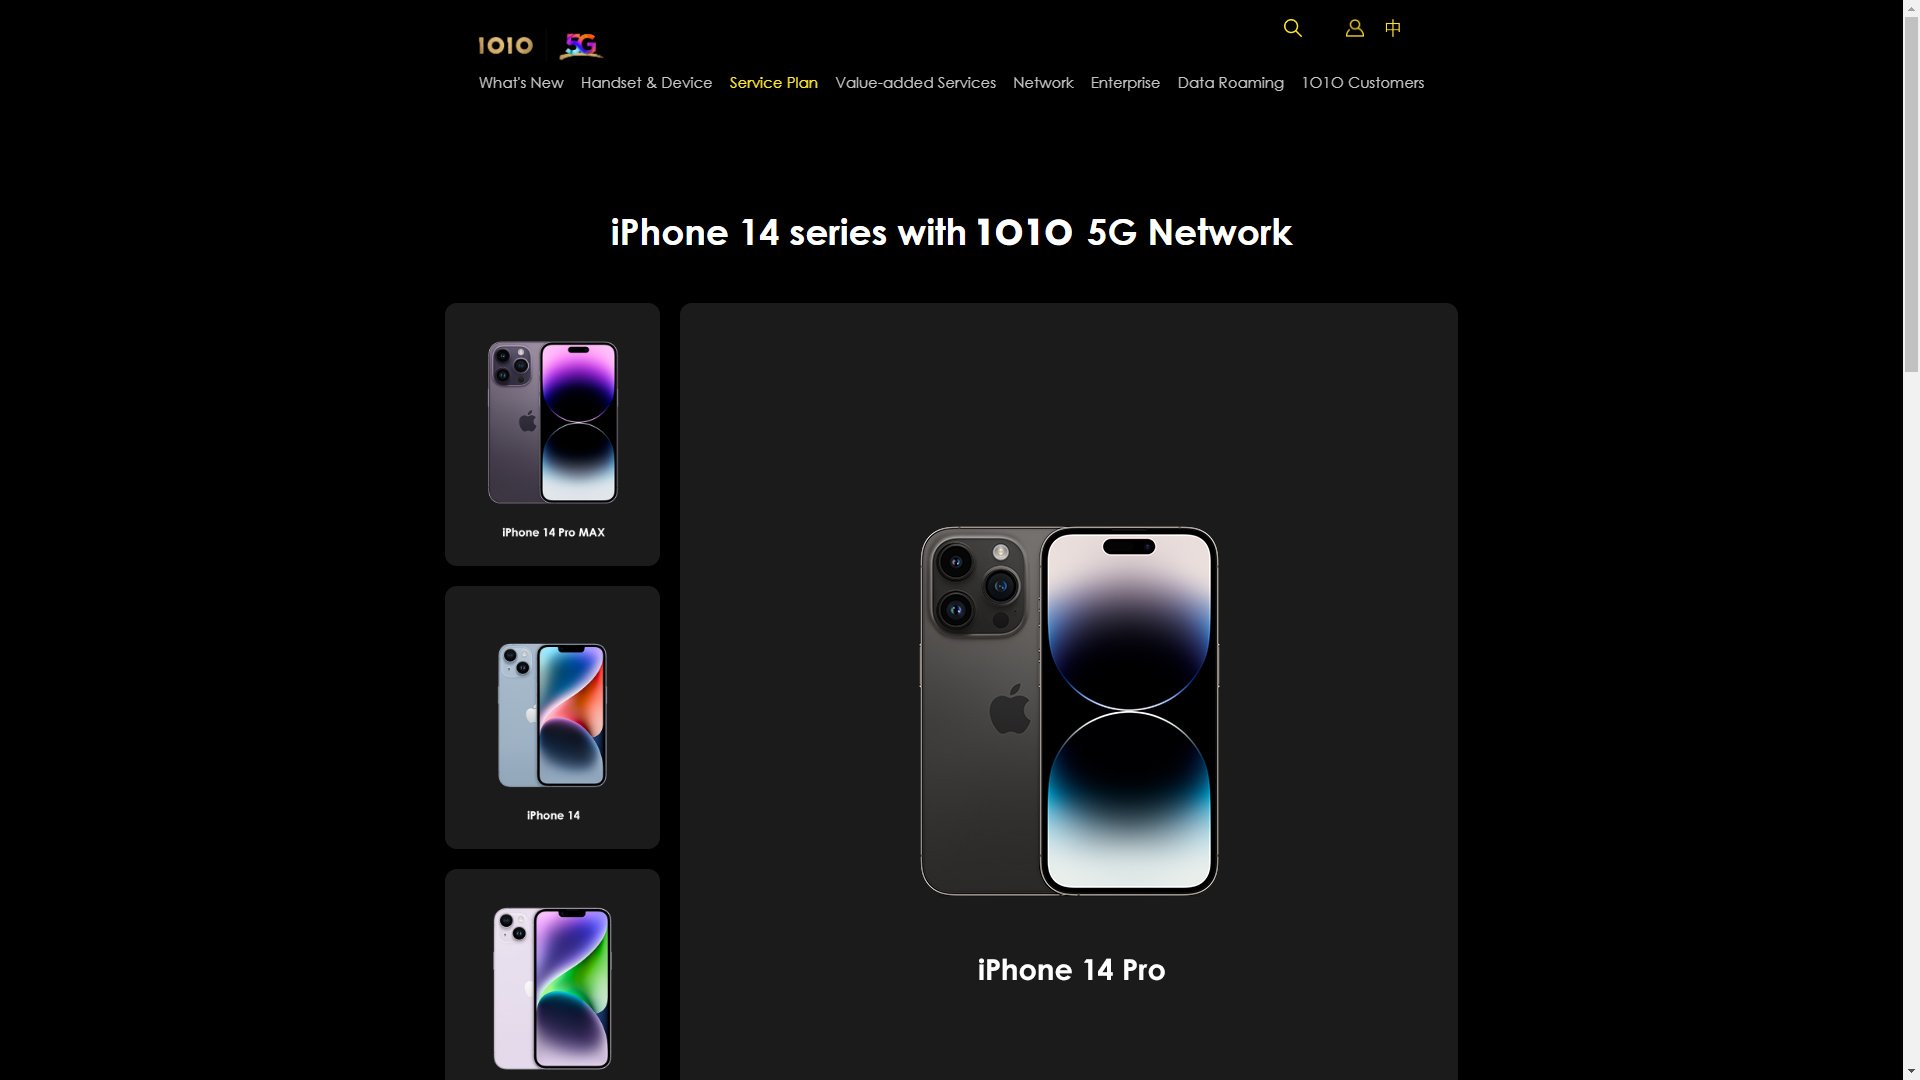 1O1O 5G
中
What's New Handset & Device Service Plan Value-added Services Network Enterprise Data Roaming 1O1O Customers
iPhone 14 series with 1O1O 5G Network
iPhone 14 Pro MAX
iPhone 14
iPhone 14 Pro